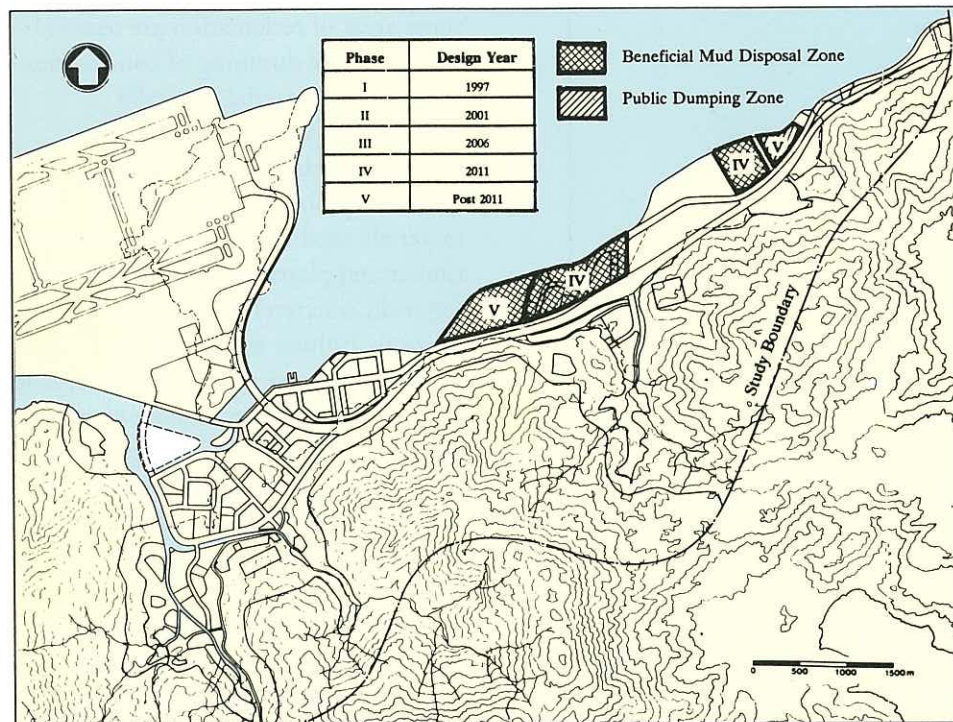 Phase Design Year
I 1997
II 2001
III 2006
IV 2011
V Post 2011
Beneficial Mud Disposal Zone
Public Dumping Zone
IV
V
IV
V
Study Boundary
0 500 1000 1500m